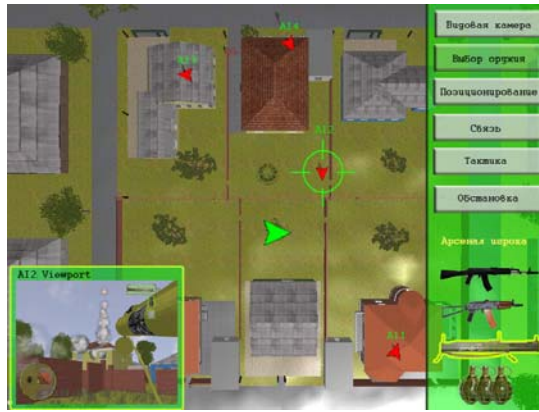 Видовая камера
AI4
Выбор оружия
AI3
Позиционирование
Связь
AI2
Тактика
Обстановка
Арсенал игрока
AI2 Viewport
AI1